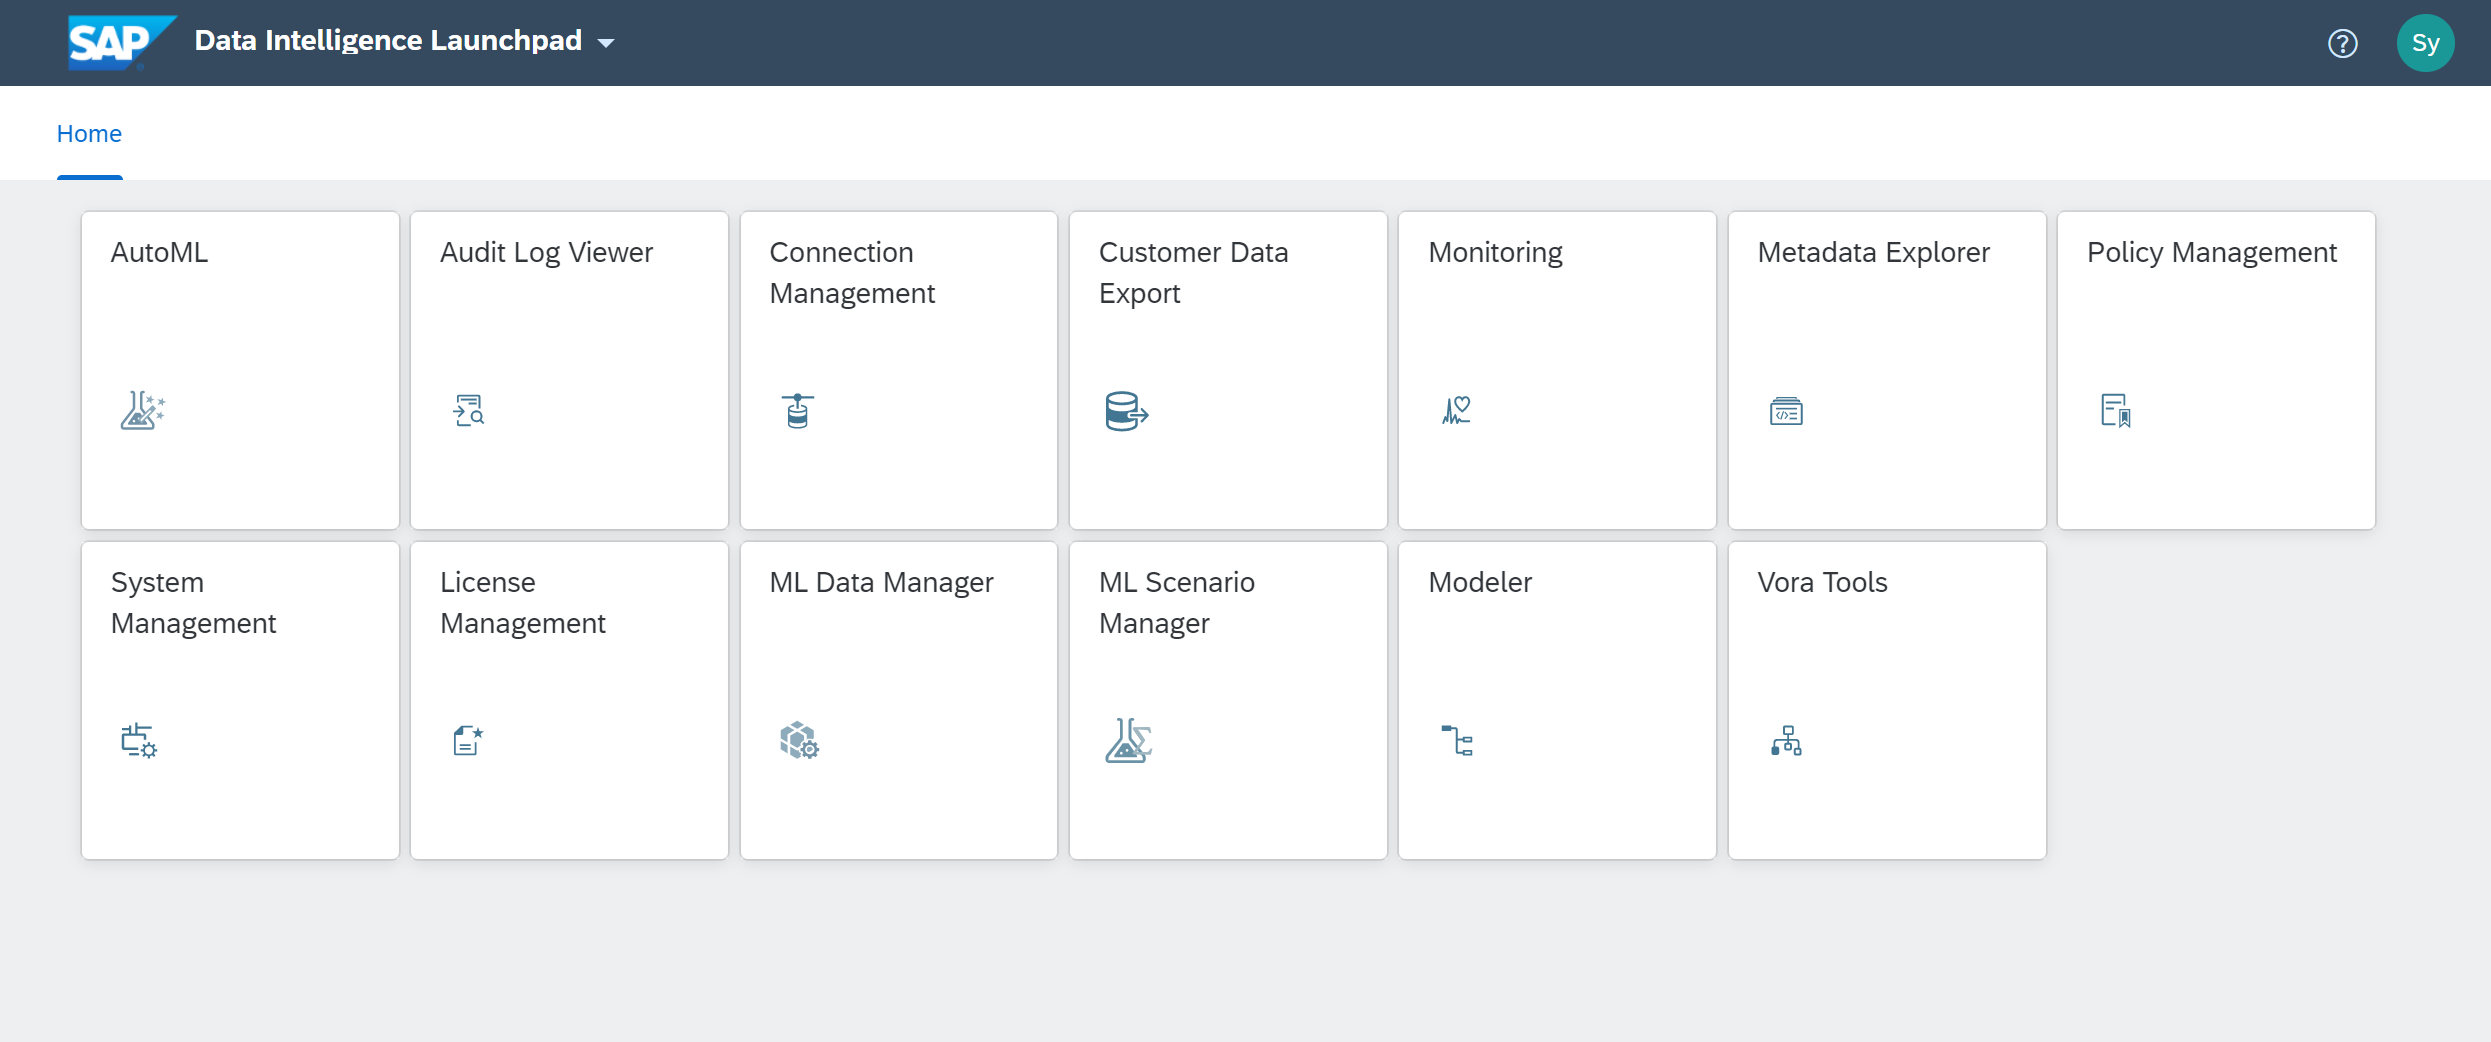 SAP Data Intelligence Launchpad
Sy
Home
AutoML
Audit Log Viewer
Connection
Management
Customer Data
Export
Monitoring
Metadata Explorer
Policy Management
System
Management
License
Management
ML Data Manager
ML Scenario
Manager
Modeler
Vora Tools